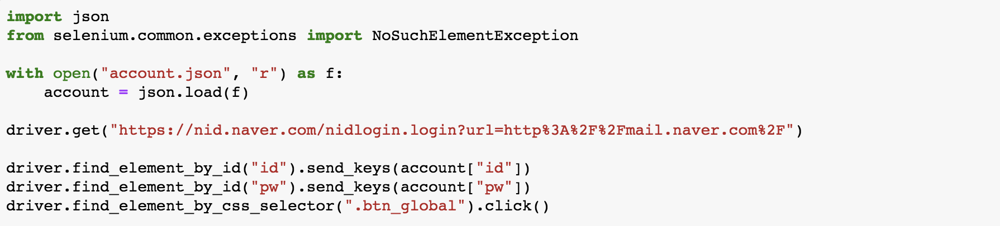 import json
from selenium.common.exceptions import NoSuchElementException
with open("account.json", "r") as f:
    account = json.load(f)
driver.get("https://nid.naver.com/nidlogin.login?url=http%3A%2F%2Fmail.naver.com%2F")
driver.find_element_by_id("id").send_keys(account["id"])
driver.find_element_by_id("pw").send_keys(account["pw"])
driver.find_element_by_css_selector(".btn_global").click()